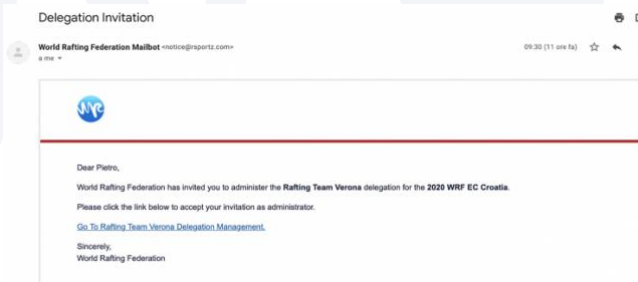 Delegation Invitation
World Rafting Federation Mailbot <notice@rsportz.com>
09:30 (11 ore fa)
a me
Dear Pietro,
World Rafting Federation has invited you to administer the Rafting Team Verona delegation for the 2020 WRF EC Croatia.
Please click the link below to accept your invitation as administrator.
Go To Rafting Team Verona Delegation Management.
Sincerely,
World Rafting Federation